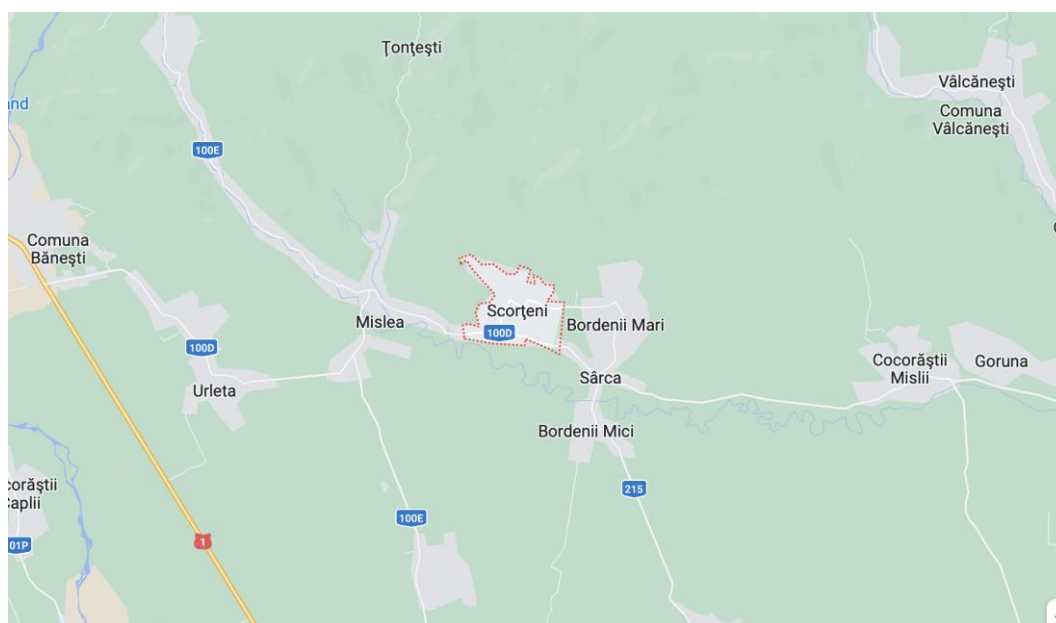 Ţonţeşti
Vâlcăneşti
Comuna
Vâlcăneşti
100E
Comuna
Băneşti
Scorţeni
Mislea
100D
Bordenii Mari
100D
Cocorăştii
Mislii
Goruna
Urleta
Sârca
Bordenii Mici
215
100E
1